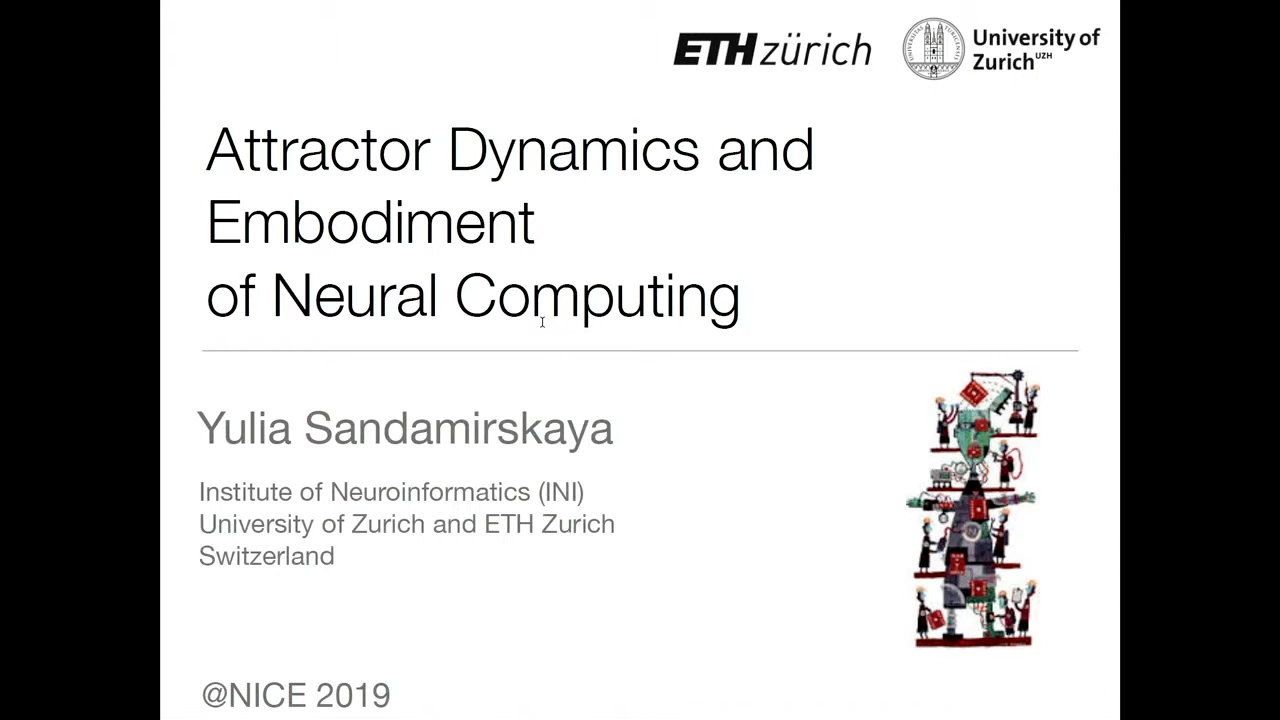 ETH zürich
University of
Zurich UZH
Attractor Dynamics and
Embodiment
of Neural Computing
Yulia Sandamirskaya
Institute of Neuroinformatics (INI)
University of Zurich and ETH Zurich
Switzerland
@NICE 2019